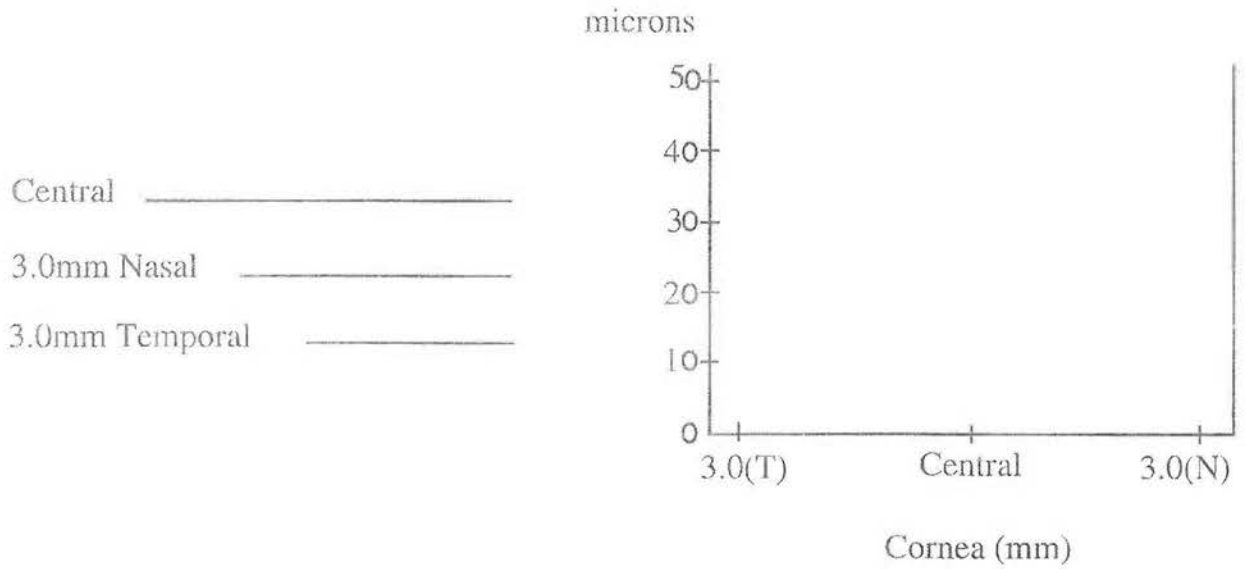 microns
50
40
30
20
10
0
Central
3.0mm Nasal
3.0mm Temporal
3.0(T) Central 3.0(N)
Cornea (mm)